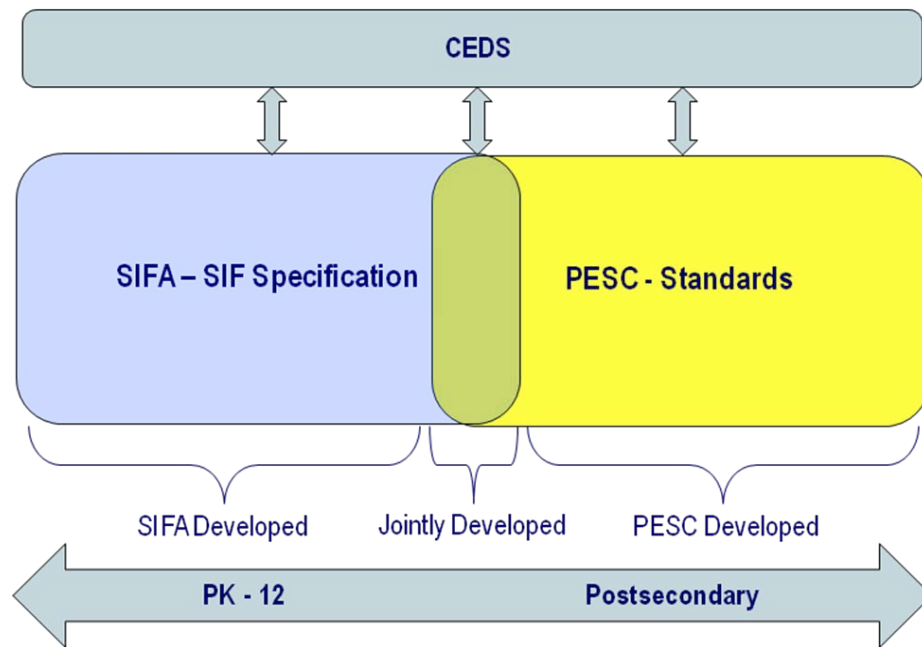 CEDS
SIFA – SIF Specification
PESC - Standards
SIFA Developed
Jointly Developed
PESC Developed
PK - 12
Postsecondary